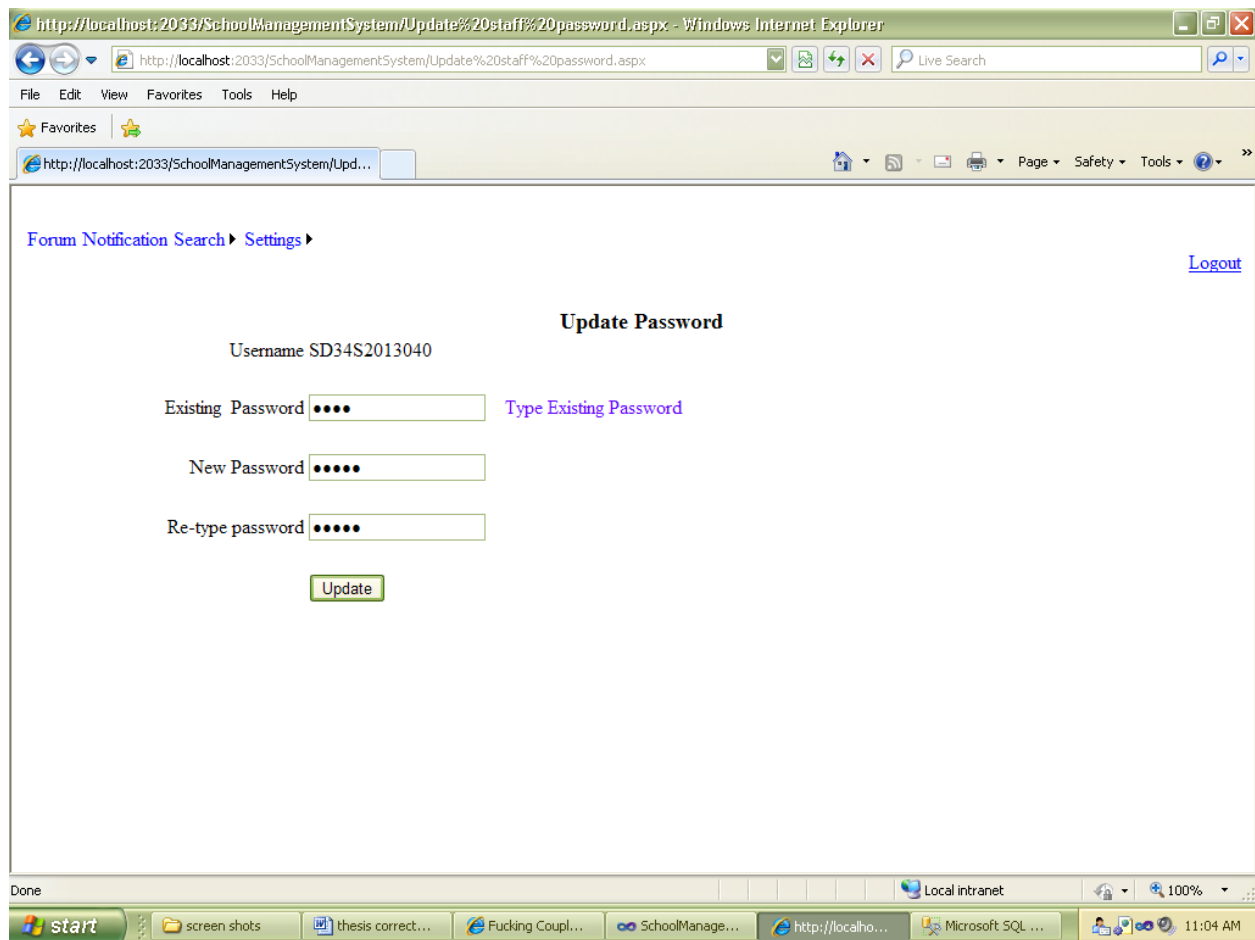 http://localhost:2033/SchoolManagementSystem/Update%20staff%20password.aspx - Windows Internet Explorer
http://localhost:2033/SchoolManagementSystem/Update%20staff%20password.aspx
Live Search
File Edit View Favorites Tools Help
Favorites
http://localhost:2033/SchoolManagementSystem/Upd...
Page Safety Tools
Forum Notification Search Settings
Logout
Update Password
Username SD34S2013040
Existing Password
Type Existing Password
New Password
Re-type password
Update
Done
Local intranet
100%
start
screen shots
thesis correct...
Fucking Coupl...
SchoolManage...
http://localho...
Microsoft SQL ...
11:04 AM